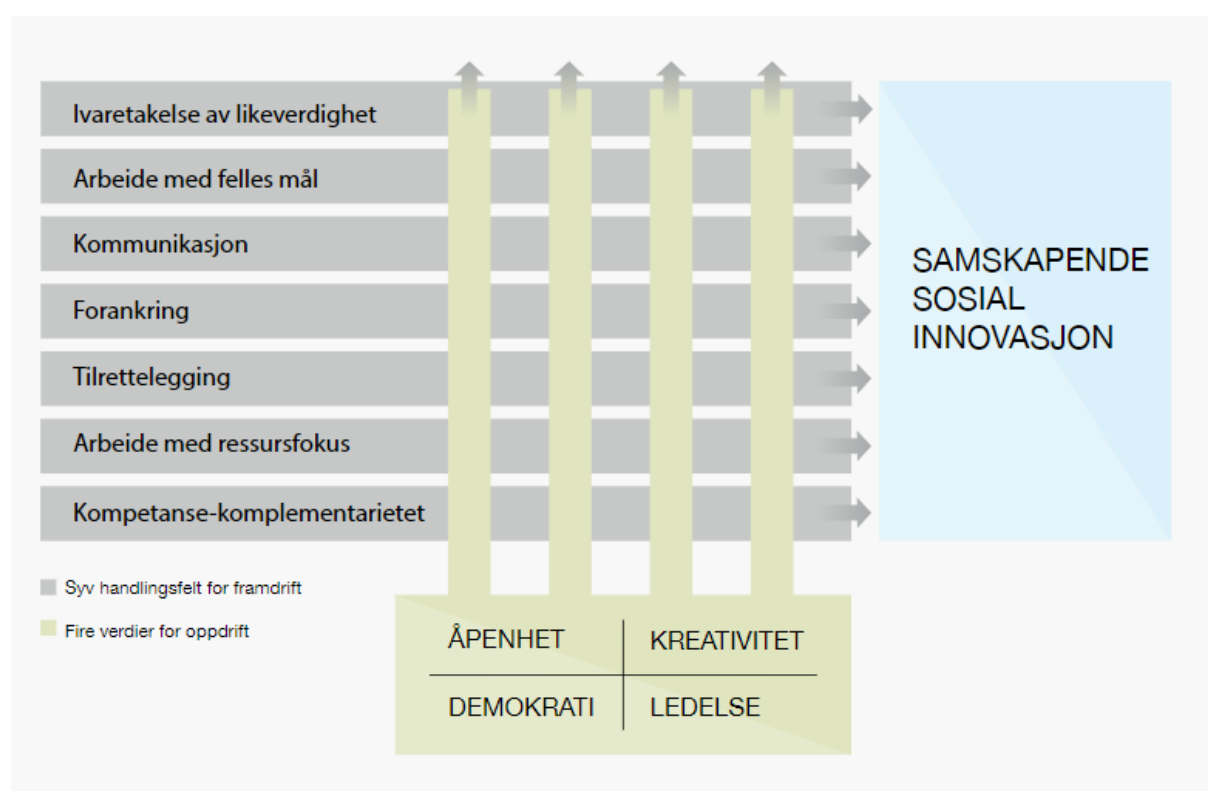 Ivaretakelse av likeverdighet
Arbeide med felles mål
Kommunikasjon
Forankring
Tilrettelegging
Arbeide med ressursfokus
Kompetanse-komplementarietet
SAMSKAPENDE
SOSIAL
INNOVASJON
Syv handlingsfelt for framdrift
Fire verdier for oppdrift
ÅPENHET
KREATIVITET
DEMOKRATI
LEDELSE